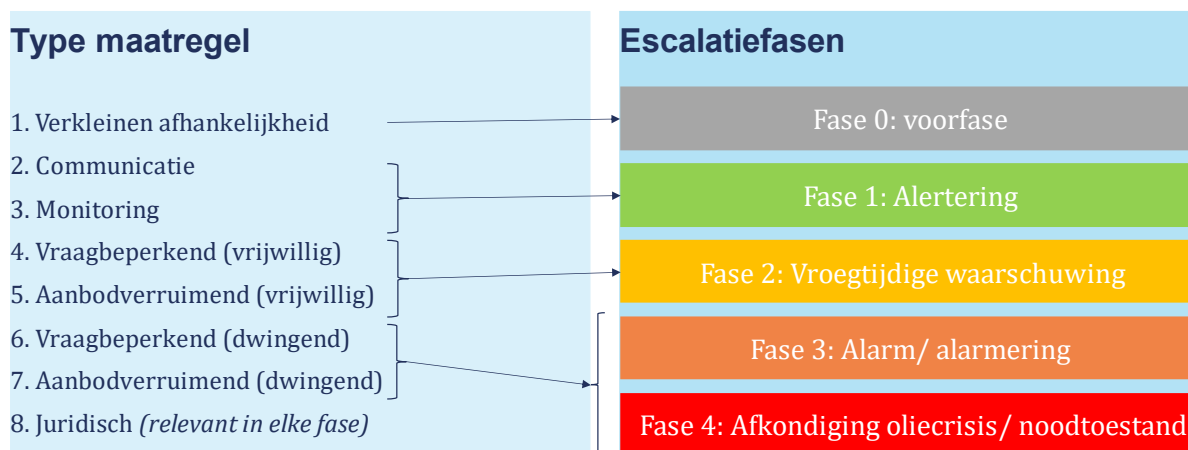 Type maatregel
1. Verkleinen afhankelijkheid
2. Communicatie
3. Monitoring
4. Vraagbeperkend (vrijwillig)
5. Aanbodverruimend (vrijwillig)
6. Vraagbeperkend (dwingend)
7. Aanbodverruimend (dwingend)
8. Juridisch (relevant in elke fase)
Escalatiefasen
Fase 0: voorfase
Fase 1: Alertering
Fase 2: Vroegtijdige waarschuwing
Fase 3: Alarm/ alarmering
Fase 4: Afkondiging oliecrisis/ noodtoestand